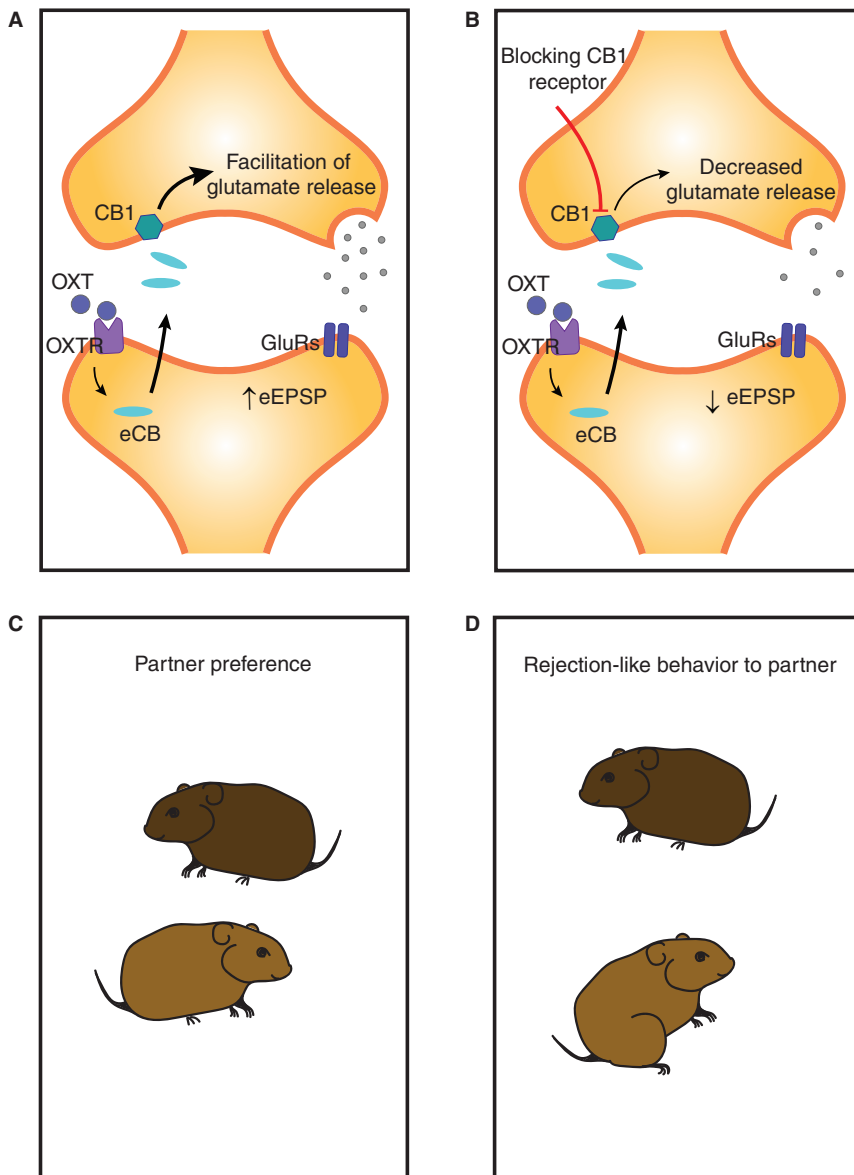 A
Facilitation of
glutamate release
CB1
OXT
OXTR
GluRs
↑eEPSP
eCB
B
Blocking CB1
receptor
Decreased
glutamate release
CB1
OXT
OXTR
GluRs
↓ eEPSP
eCB
C
Partner preference
D
Rejection-like behavior to partner